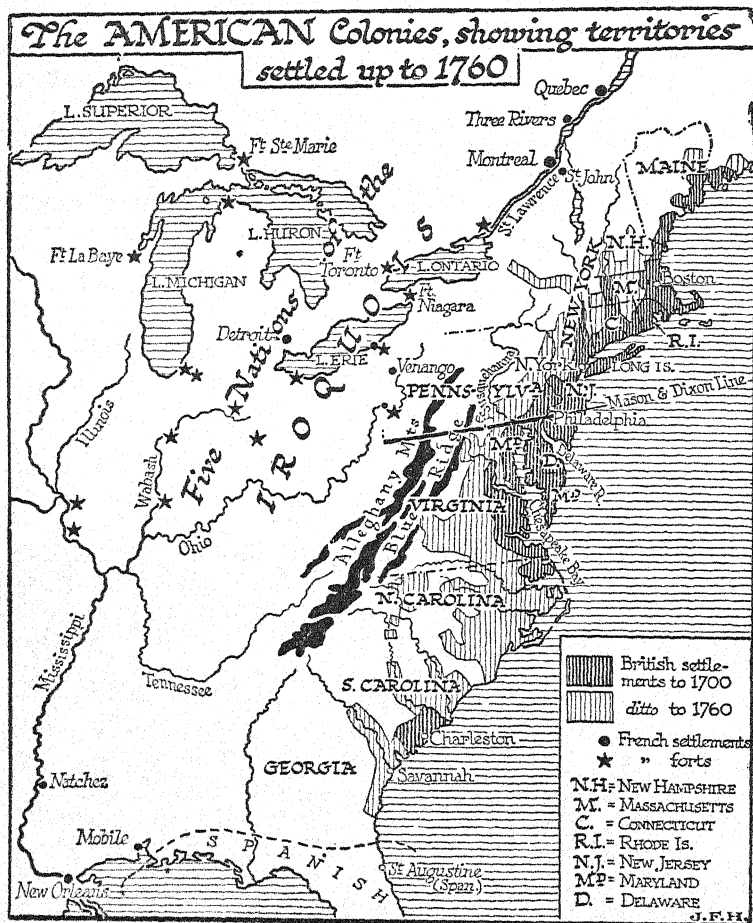 The AMERICAN Colonies, showing territories
settled up to 1760
Quebec
L. SUPERIOR
Three Rivers
Ft Ste Marie
Montreal
St John
MAINE
St Lawrence
Five Nations of the
IROQUOYS
L. HURON
N.H.
Ft La Baye
Ft
Toronto
L. ONTARIO
L. MICHIGAN
NEW YORK
M.
Boston
Ft.
Niagara
C.
R.I.
Detroit
L. ERIE
Venango
Susquehanna
N. York
LONG IS.
PENNSYLVA
N.J.
Mason & Dixon Line
Philadelphia
Illinois
MD
Delaware R.
D.
MD
Wabash
Alleghany Mts
Blue Ridge
VIRGINIA
Chesapeake Bay
Ohio
N. CAROLINA
Mississippi
Tennessee
S. CAROLINA
Charleston
GEORGIA
Savannah
Natchez
Mobile
SPANISH
St Augustine
(Span.)
New Orleans
British settle-
ments to 1700
ditto to 1760
French settlements
" forts
N.H. = NEW HAMPSHIRE
M. = MASSACHUSETTS
C. = CONNECTICUT
R.I. = RHODE IS.
N.J. = NEW JERSEY
MD = MARYLAND
D. = DELAWARE
J.F.H.